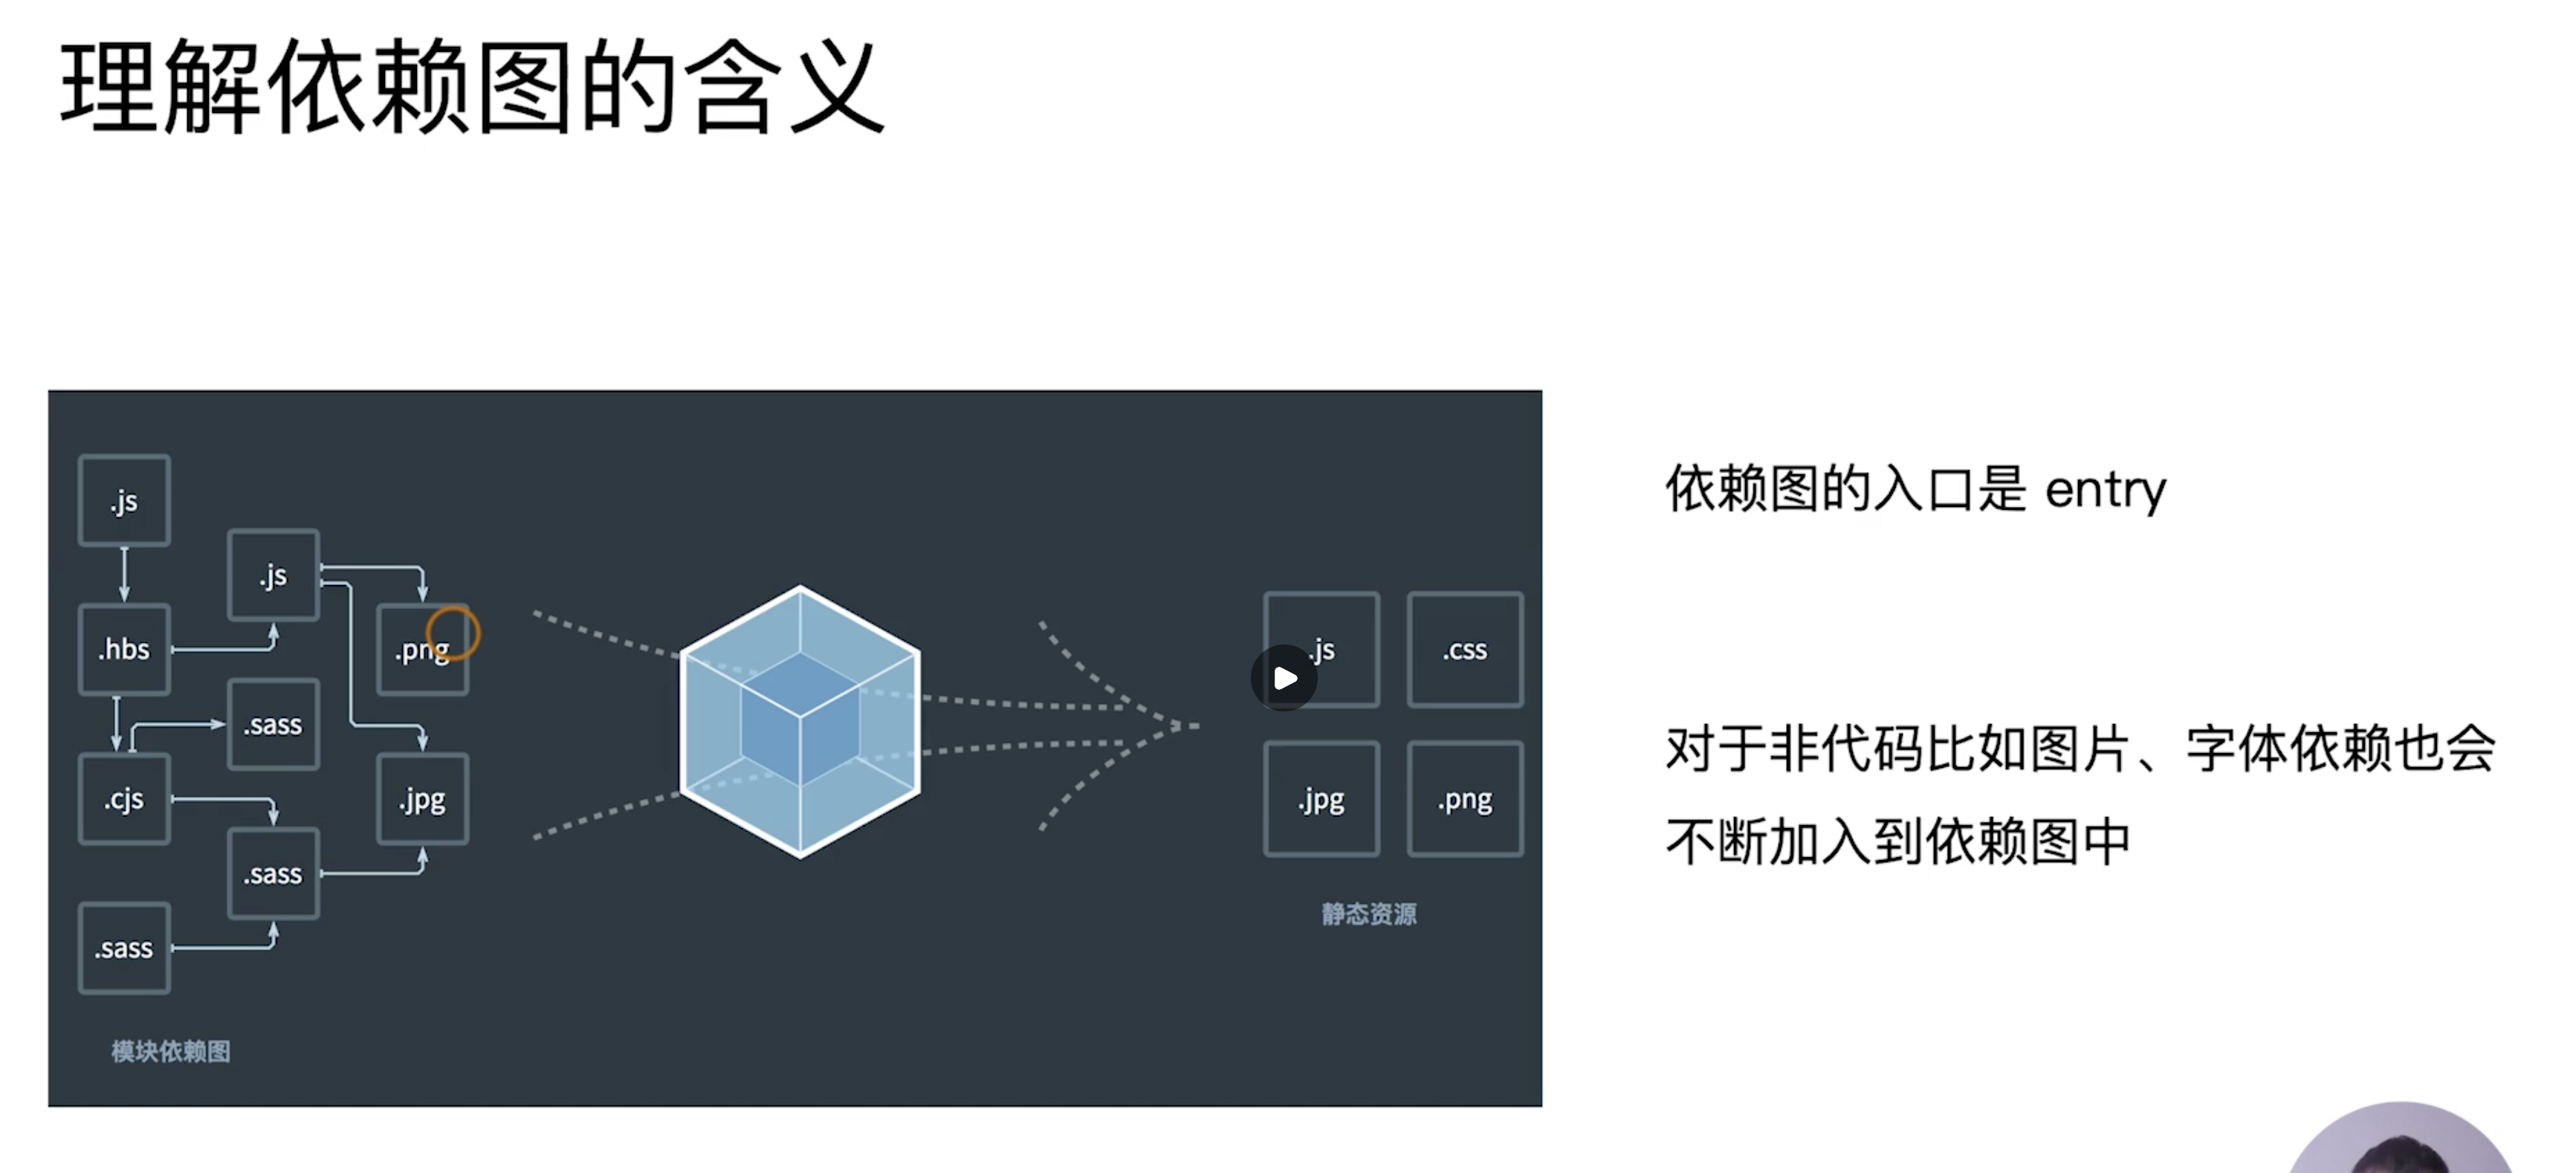 理解依赖图的含义
.js
.js
.hbs
.png
.sass
.cjs
.jpg
.sass
.sass
模块依赖图
.js
.css
.jpg
.png
静态资源
依赖图的入口是 entry
对于非代码比如图片、字体依赖也会
不断加入到依赖图中